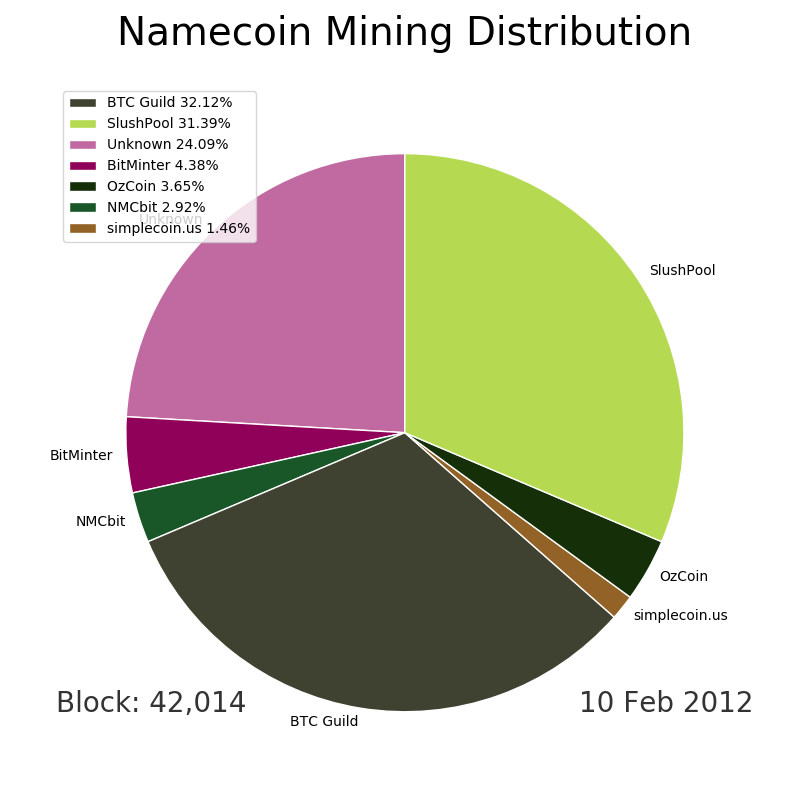 Namecoin Mining Distribution
BTC Guild 32.12%
SlushPool 31.39%
Unknown 24.09%
BitMinter 4.38%
OzCoin 3.65%
NMCbit 2.92%
simplecoin.us 1.46%
Unknown
SlushPool
BitMinter
NMCbit
OzCoin
simplecoin.us
BTC Guild
Block: 42,014
10 Feb 2012